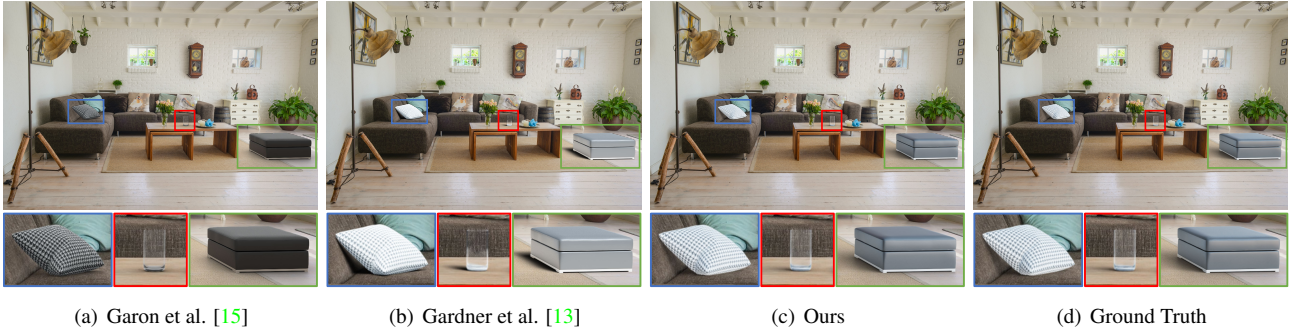 (a) Garon et al. [15]
(b) Gardner et al. [13]
(c) Ours
(d) Ground Truth